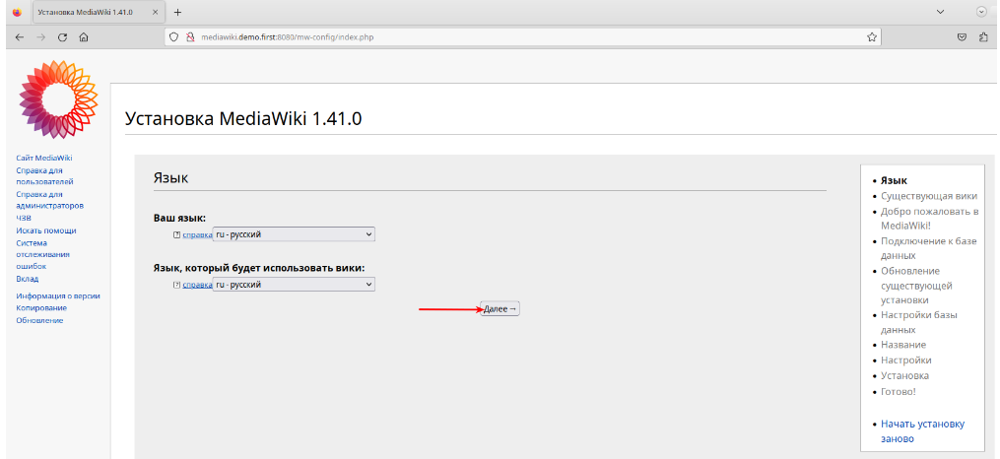 Установка MediaWiki 1.41.0
mediawiki.demo.first:8080/mw-config/index.php
Сайт MediaWiki
Справка для
пользователей
Справка для
администраторов
ЧЗВ
Искать помощи
Система
отслеживания
ошибок
Вклад
Информация о версии
Копирование
Обновление
Установка MediaWiki 1.41.0
Язык
Ваш язык:
справка ru - русский
Язык, который будет использовать вики:
справка ru - русский
Далее →
Язык
Существующая вики
Добро пожаловать в
MediaWiki!
Подключение к базе
данных
Обновление
существующей
установки
Настройки базы
данных
Название
Настройки
Установка
Готово!
Начать установку
заново